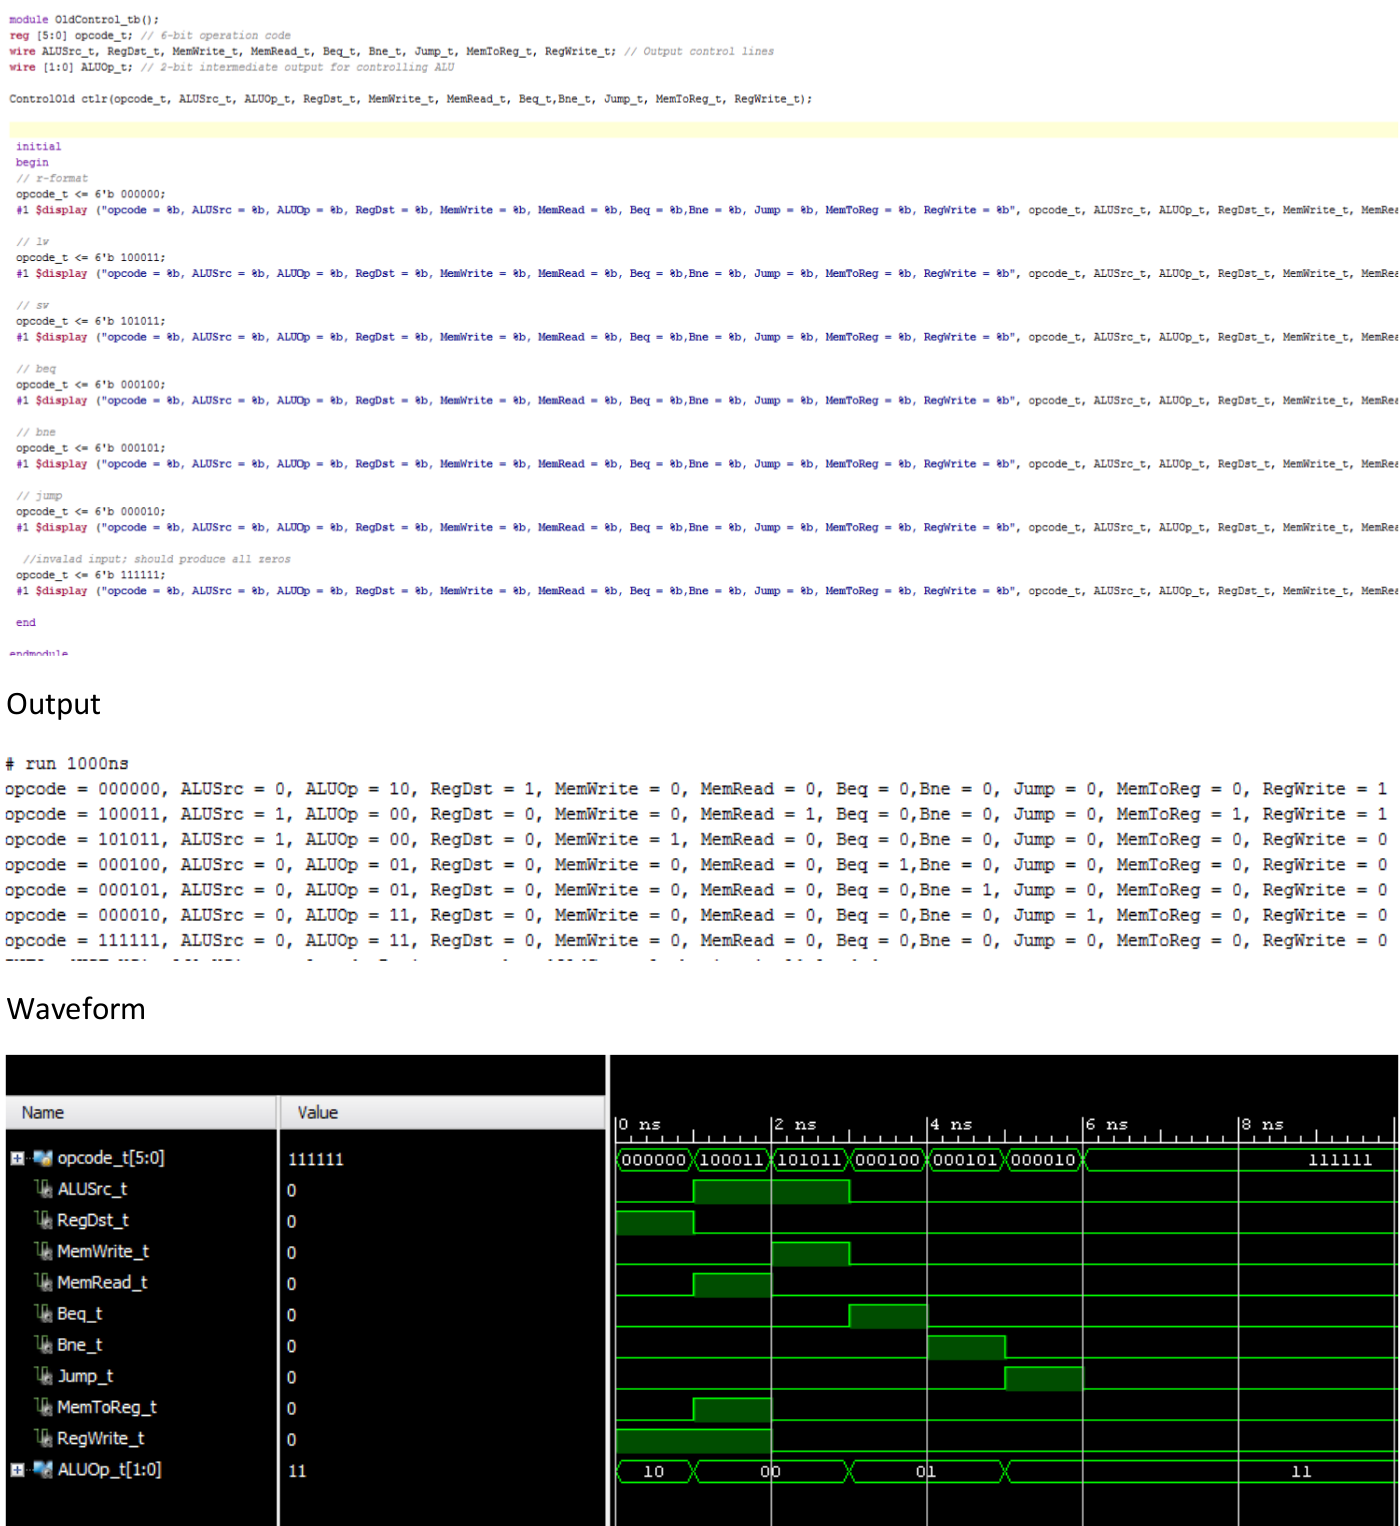 module OldControl_tb();
reg [5:0] opcode_t; // 6-bit operation code
wire ALUSrc_t, RegDst_t, MemWrite_t, MemRead_t, Beq_t, Bne_t, Jump_t, MemToReg_t, RegWrite_t; // Output control lines
wire [1:0] ALUOp_t; // 2-bit intermediate output for controlling ALU
ControlOld ctlr(opcode_t, ALUSrc_t, ALUOp_t, RegDst_t, MemWrite_t, MemRead_t, Beq_t,Bne_t, Jump_t, MemToReg_t, RegWrite_t);
initial
begin
// r-format
opcode_t <= 6'b 000000;
#1 $display ("opcode = %b, ALUSrc = %b, ALUOp = %b, RegDst = %b, MemWrite = %b, MemRead = %b, Beq = %b,Bne = %b, Jump = %b, MemToReg = %b, RegWrite = %b", opcode_t, ALUSrc_t, ALUOp_t, RegDst_t, MemWrite_t, MemRea
// lw
opcode_t <= 6'b 100011;
#1 $display ("opcode = %b, ALUSrc = %b, ALUOp = %b, RegDst = %b, MemWrite = %b, MemRead = %b, Beq = %b,Bne = %b, Jump = %b, MemToReg = %b, RegWrite = %b", opcode_t, ALUSrc_t, ALUOp_t, RegDst_t, MemWrite_t, MemRea
// sw
opcode_t <= 6'b 101011;
#1 $display ("opcode = %b, ALUSrc = %b, ALUOp = %b, RegDst = %b, MemWrite = %b, MemRead = %b, Beq = %b,Bne = %b, Jump = %b, MemToReg = %b, RegWrite = %b", opcode_t, ALUSrc_t, ALUOp_t, RegDst_t, MemWrite_t, MemRea
// beq
opcode_t <= 6'b 000100;
#1 $display ("opcode = %b, ALUSrc = %b, ALUOp = %b, RegDst = %b, MemWrite = %b, MemRead = %b, Beq = %b,Bne = %b, Jump = %b, MemToReg = %b, RegWrite = %b", opcode_t, ALUSrc_t, ALUOp_t, RegDst_t, MemWrite_t, MemRea
// bne
opcode_t <= 6'b 000101;
#1 $display ("opcode = %b, ALUSrc = %b, ALUOp = %b, RegDst = %b, MemWrite = %b, MemRead = %b, Beq = %b,Bne = %b, Jump = %b, MemToReg = %b, RegWrite = %b", opcode_t, ALUSrc_t, ALUOp_t, RegDst_t, MemWrite_t, MemRea
// jump
opcode_t <= 6'b 000010;
#1 $display ("opcode = %b, ALUSrc = %b, ALUOp = %b, RegDst = %b, MemWrite = %b, MemRead = %b, Beq = %b,Bne = %b, Jump = %b, MemToReg = %b, RegWrite = %b", opcode_t, ALUSrc_t, ALUOp_t, RegDst_t, MemWrite_t, MemRea
//invalad input; should produce all zeros
opcode_t <= 6'b 111111;
#1 $display ("opcode = %b, ALUSrc = %b, ALUOp = %b, RegDst = %b, MemWrite = %b, MemRead = %b, Beq = %b,Bne = %b, Jump = %b, MemToReg = %b, RegWrite = %b", opcode_t, ALUSrc_t, ALUOp_t, RegDst_t, MemWrite_t, MemRea
end
endmodule
Output
# run 1000ns
opcode = 000000, ALUSrc = 0, ALUOp = 10, RegDst = 1, MemWrite = 0, MemRead = 0, Beq = 0,Bne = 0, Jump = 0, MemToReg = 0, RegWrite = 1
opcode = 100011, ALUSrc = 1, ALUOp = 00, RegDst = 0, MemWrite = 0, MemRead = 1, Beq = 0,Bne = 0, Jump = 0, MemToReg = 1, RegWrite = 1
opcode = 101011, ALUSrc = 1, ALUOp = 00, RegDst = 0, MemWrite = 1, MemRead = 0, Beq = 0,Bne = 0, Jump = 0, MemToReg = 0, RegWrite = 0
opcode = 000100, ALUSrc = 0, ALUOp = 01, RegDst = 0, MemWrite = 0, MemRead = 0, Beq = 1,Bne = 0, Jump = 0, MemToReg = 0, RegWrite = 0
opcode = 000101, ALUSrc = 0, ALUOp = 01, RegDst = 0, MemWrite = 0, MemRead = 0, Beq = 0,Bne = 1, Jump = 0, MemToReg = 0, RegWrite = 0
opcode = 000010, ALUSrc = 0, ALUOp = 11, RegDst = 0, MemWrite = 0, MemRead = 0, Beq = 0,Bne = 0, Jump = 1, MemToReg = 0, RegWrite = 0
opcode = 111111, ALUSrc = 0, ALUOp = 11, RegDst = 0, MemWrite = 0, MemRead = 0, Beq = 0,Bne = 0, Jump = 0, MemToReg = 0, RegWrite = 0
Waveform
Name Value
0 ns 2 ns 4 ns 6 ns 8 ns
opcode_t[5:0] 111111 000000 100011 101011 000100 000101 000010 111111
ALUSrc_t 0
RegDst_t 0
MemWrite_t 0
MemRead_t 0
Beq_t 0
Bne_t 0
Jump_t 0
MemToReg_t 0
RegWrite_t 0
ALUOp_t[1:0] 11 10 00 01 11